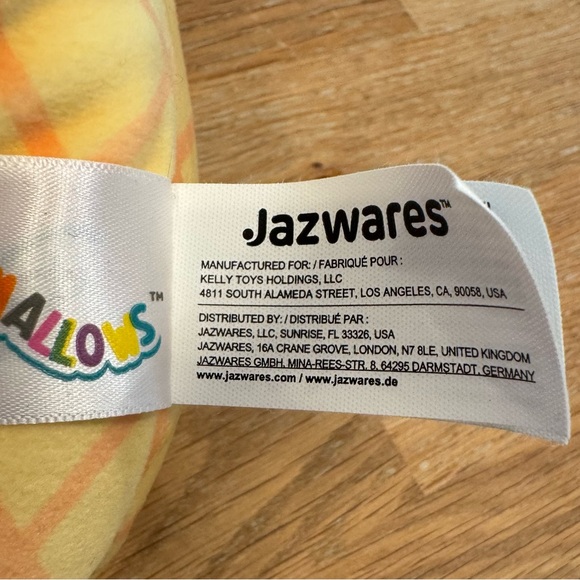 ALLOWS™
Jazwares™
MANUFACTURED FOR: / FABRIQUÉ POUR :
KELLY TOYS HOLDINGS, LLC
4811 SOUTH ALAMEDA STREET, LOS ANGELES, CA, 90058, USA
DISTRIBUTED BY: / DISTRIBUÉ PAR :
JAZWARES, LLC, SUNRISE, FL 33326, USA
JAZWARES, 16A CRANE GROVE, LONDON, N7 8LE, UNITED KINGDOM
JAZWARES GMBH, MINA-REES-STR. 8, 64295 DARMSTADT, GERMANY
www.jazwares.com / www.jazwares.de